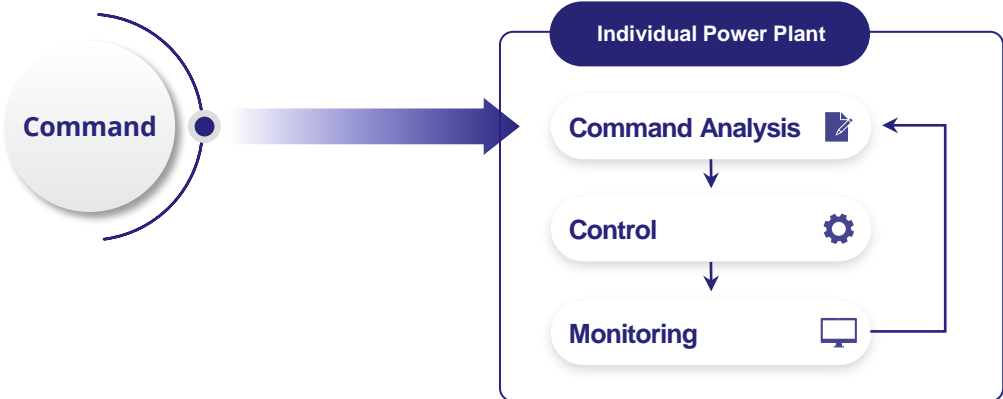 Individual Power Plant
Command
Command Analysis
Control
Monitoring